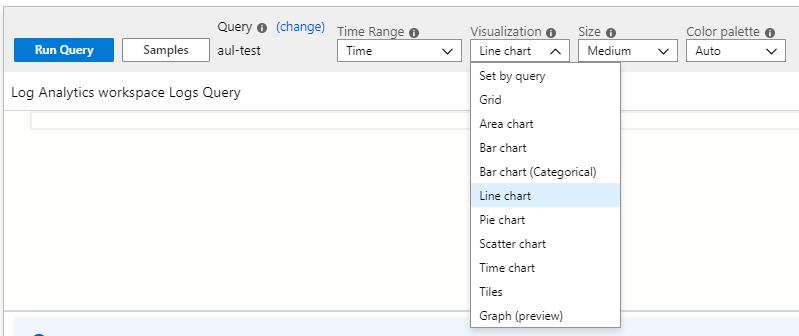 Query (change)
Time Range
Visualization
Size
Color palette
Run Query
Samples
aul-test
Time
Line chart
Medium
Auto
Log Analytics workspace Logs Query
Set by query
Grid
Area chart
Bar chart
Bar chart (Categorical)
Line chart
Pie chart
Scatter chart
Time chart
Tiles
Graph (preview)